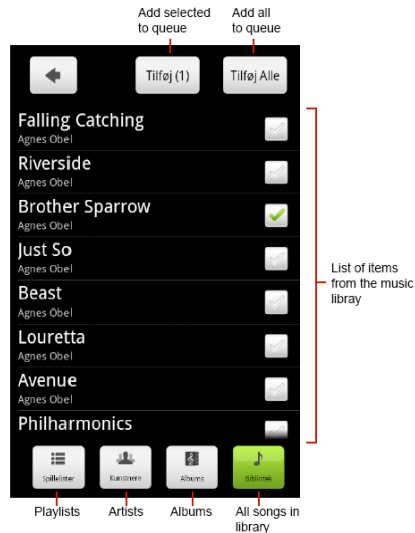 Add selected
to queue
Add all
to queue
Tilføj (1)
Tilføj Alle
Falling Catching
Agnes Obel
Riverside
Agnes Obel
Brother Sparrow
Agnes Obel
Just So
Agnes Obel
Beast
Agnes Obel
Louretta
Agnes Obel
Avenue
Agnes Obel
Philharmonics
List of items
from the music
libray
Spillelister
Kunstnere
Albums
Bibliotek
Playlists
Artists
Albums
All songs in
library